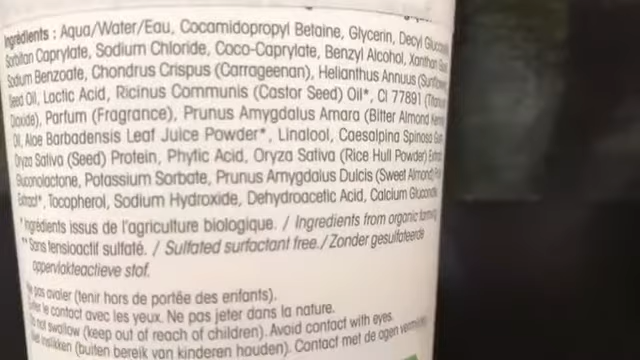 Ingrédients : Aqua/Water/Eau, Cocamidopropyl Betaine, Glycerin, Decyl
Sorbitan Caprylate, Sodium Chloride, Coco-Caprylate, Benzyl Alcohol, Xanthan
Sodium Benzoate, Chondrus Crispus (Carrageenan), Helianthus Annuus (Sunflower
Seed Oil, Lactic Acid, Ricinus Communis (Castor Seed) Oil*, CI 77891 (Titanium
Dioxide), Parfum (Fragrance), Prunus Amygdalus Amara (Bitter Almond
Oil, Aloe Barbadensis Leaf Juice Powder*, Linalool, Caesalpina Spinosa
Oryza Sativa (Seed) Protein, Phytic Acid, Oryza Sativa (Rice Hull Powder)
Gluconolactone, Potassium Sorbate, Prunus Amygdalus Dulcis (Sweet Almond)
Extract*, Tocopherol, Sodium Hydroxide, Dehydroacetic Acid, Calcium
*Ingrédients issus de l'agriculture biologique. / Ingredients from organic farming
**Sans tensioactif sulfaté. / Sulfated surfactant free./ Zonder gesulfateerde
oppervlakteactieve stof.
pas avaler (tenir hors de portée des enfants).
le contact avec les yeux. Ne pas jeter dans la nature.
not swallow (keep out of reach of children). Avoid contact with eyes.
inslikken (buiten bereik van kinderen houden). Contact met de ogen